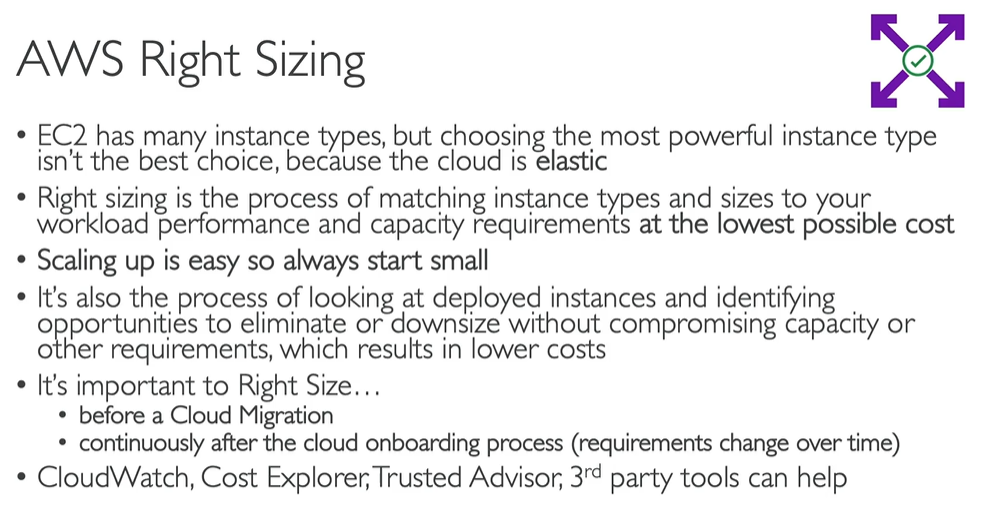 AWS Right Sizing
• EC2 has many instance types, but choosing the most powerful instance type
isn't the best choice, because the cloud is elastic
• Right sizing is the process of matching instance types and sizes to your
workload performance and capacity requirements at the lowest possible cost
• Scaling up is easy so always start small
• It's also the process of looking at deployed instances and identifying
opportunities to eliminate or downsize without compromising capacity or
other requirements, which results in lower costs
• It's important to Right Size…
• before a Cloud Migration
• continuously after the cloud onboarding process (requirements change over time)
• CloudWatch, Cost Explorer, Trusted Advisor, 3rd party tools can help